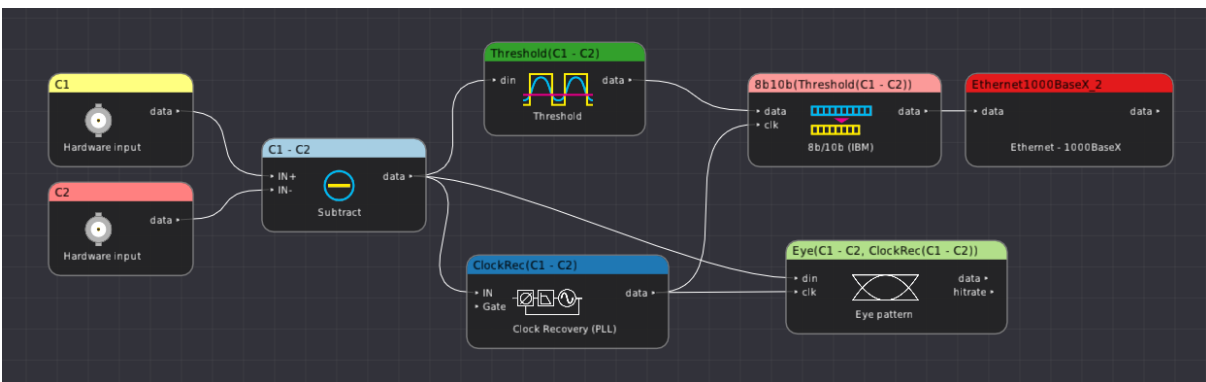 C1
data
Hardware input
C2
data
Hardware input
C1 - C2
IN+
IN-
data
Subtract
Threshold(C1 - C2)
din
data
Threshold
ClockRec(C1 - C2)
IN
Gate
data
Clock Recovery (PLL)
8b10b(Threshold(C1 - C2))
data
clk
data
8b/10b (IBM)
Ethernet1000BaseX_2
data
data
Ethernet - 1000BaseX
Eye(C1 - C2, ClockRec(C1 - C2))
din
clk
data
hitrate
Eye pattern